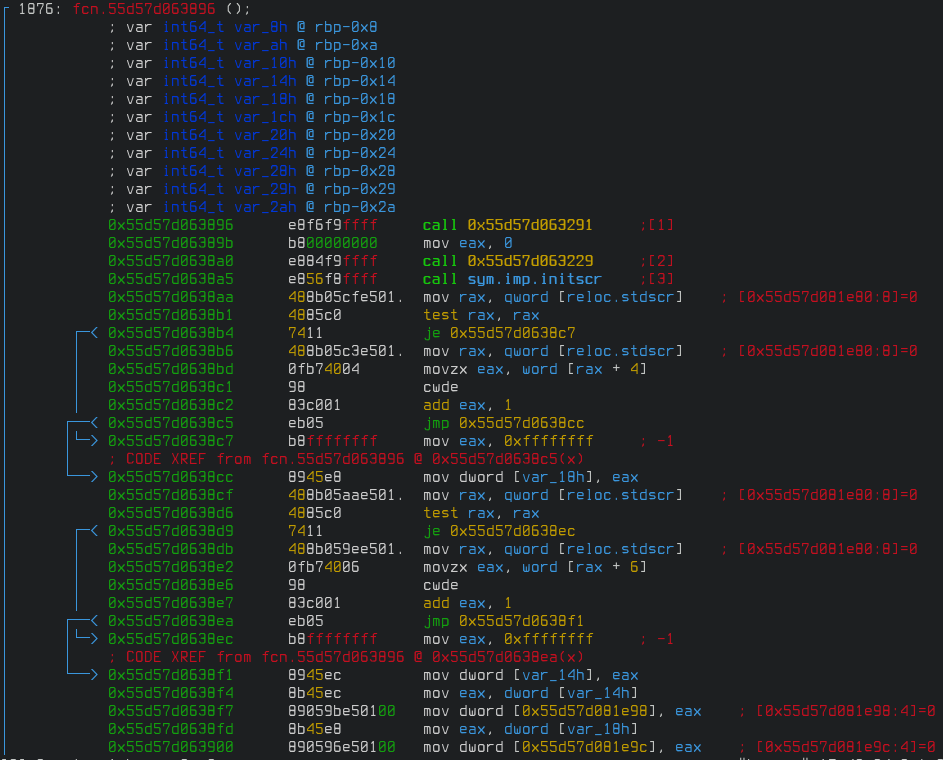 1876: fcn.55d57d063896 ();
; var int64_t var_8h @ rbp-0x8
; var int64_t var_ah @ rbp-0xa
; var int64_t var_10h @ rbp-0x10
; var int64_t var_14h @ rbp-0x14
; var int64_t var_18h @ rbp-0x18
; var int64_t var_1ch @ rbp-0x1c
; var int64_t var_20h @ rbp-0x20
; var int64_t var_24h @ rbp-0x24
; var int64_t var_28h @ rbp-0x28
; var int64_t var_29h @ rbp-0x29
; var int64_t var_2ah @ rbp-0x2a
0x55d57d063896 e8f6f9ffff call 0x55d57d063291 ;[1]
0x55d57d06389b b800000000 mov eax, 0
0x55d57d0638a0 e884f9ffff call 0x55d57d063229 ;[2]
0x55d57d0638a5 e856f8ffff call sym.imp.initscr ;[3]
0x55d57d0638aa 488b05cfe501. mov rax, qword [reloc.stdscr] ; [0x55d57d081e80:8]=0
0x55d57d0638b1 4885c0 test rax, rax
0x55d57d0638b4 7411 je 0x55d57d0638c7
0x55d57d0638b6 488b05c3e501. mov rax, qword [reloc.stdscr] ; [0x55d57d081e80:8]=0
0x55d57d0638bd 0fb74004 movzx eax, word [rax + 4]
0x55d57d0638c1 98 cwde
0x55d57d0638c2 83c001 add eax, 1
0x55d57d0638c5 eb05 jmp 0x55d57d0638cc
0x55d57d0638c7 b8ffffffff mov eax, 0xffffffff ; -1
; CODE XREF from fcn.55d57d063896 @ 0x55d57d0638c5(x)
0x55d57d0638cc 8945e8 mov dword [var_18h], eax
0x55d57d0638cf 488b05aae501. mov rax, qword [reloc.stdscr] ; [0x55d57d081e80:8]=0
0x55d57d0638d6 4885c0 test rax, rax
0x55d57d0638d9 7411 je 0x55d57d0638ec
0x55d57d0638db 488b059ee501. mov rax, qword [reloc.stdscr] ; [0x55d57d081e80:8]=0
0x55d57d0638e2 0fb74006 movzx eax, word [rax + 6]
0x55d57d0638e6 98 cwde
0x55d57d0638e7 83c001 add eax, 1
0x55d57d0638ea eb05 jmp 0x55d57d0638f1
0x55d57d0638ec b8ffffffff mov eax, 0xffffffff ; -1
; CODE XREF from fcn.55d57d063896 @ 0x55d57d0638ea(x)
0x55d57d0638f1 8945ec mov dword [var_14h], eax
0x55d57d0638f4 8b45ec mov eax, dword [var_14h]
0x55d57d0638f7 89059be50100 mov dword [0x55d57d081e98], eax ; [0x55d57d081e98:4]=0
0x55d57d0638fd 8b45e8 mov eax, dword [var_18h]
0x55d57d063900 890596e50100 mov dword [0x55d57d081e9c], eax ; [0x55d57d081e9c:4]=0